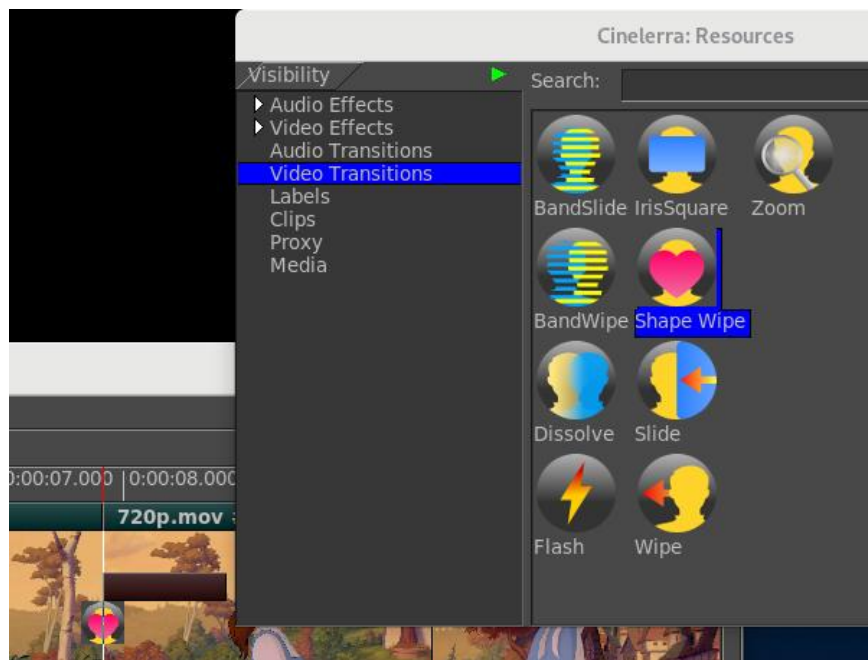 Cinelerra: Resources
Visibility
Search:
Audio Effects
Video Effects
Audio Transitions
Video Transitions
Labels
Clips
Proxy
Media
BandSlide IrisSquare Zoom
BandWipe Shape Wipe
Dissolve Slide
Flash Wipe
0:00:07.000 0:00:08.000
720p.mov